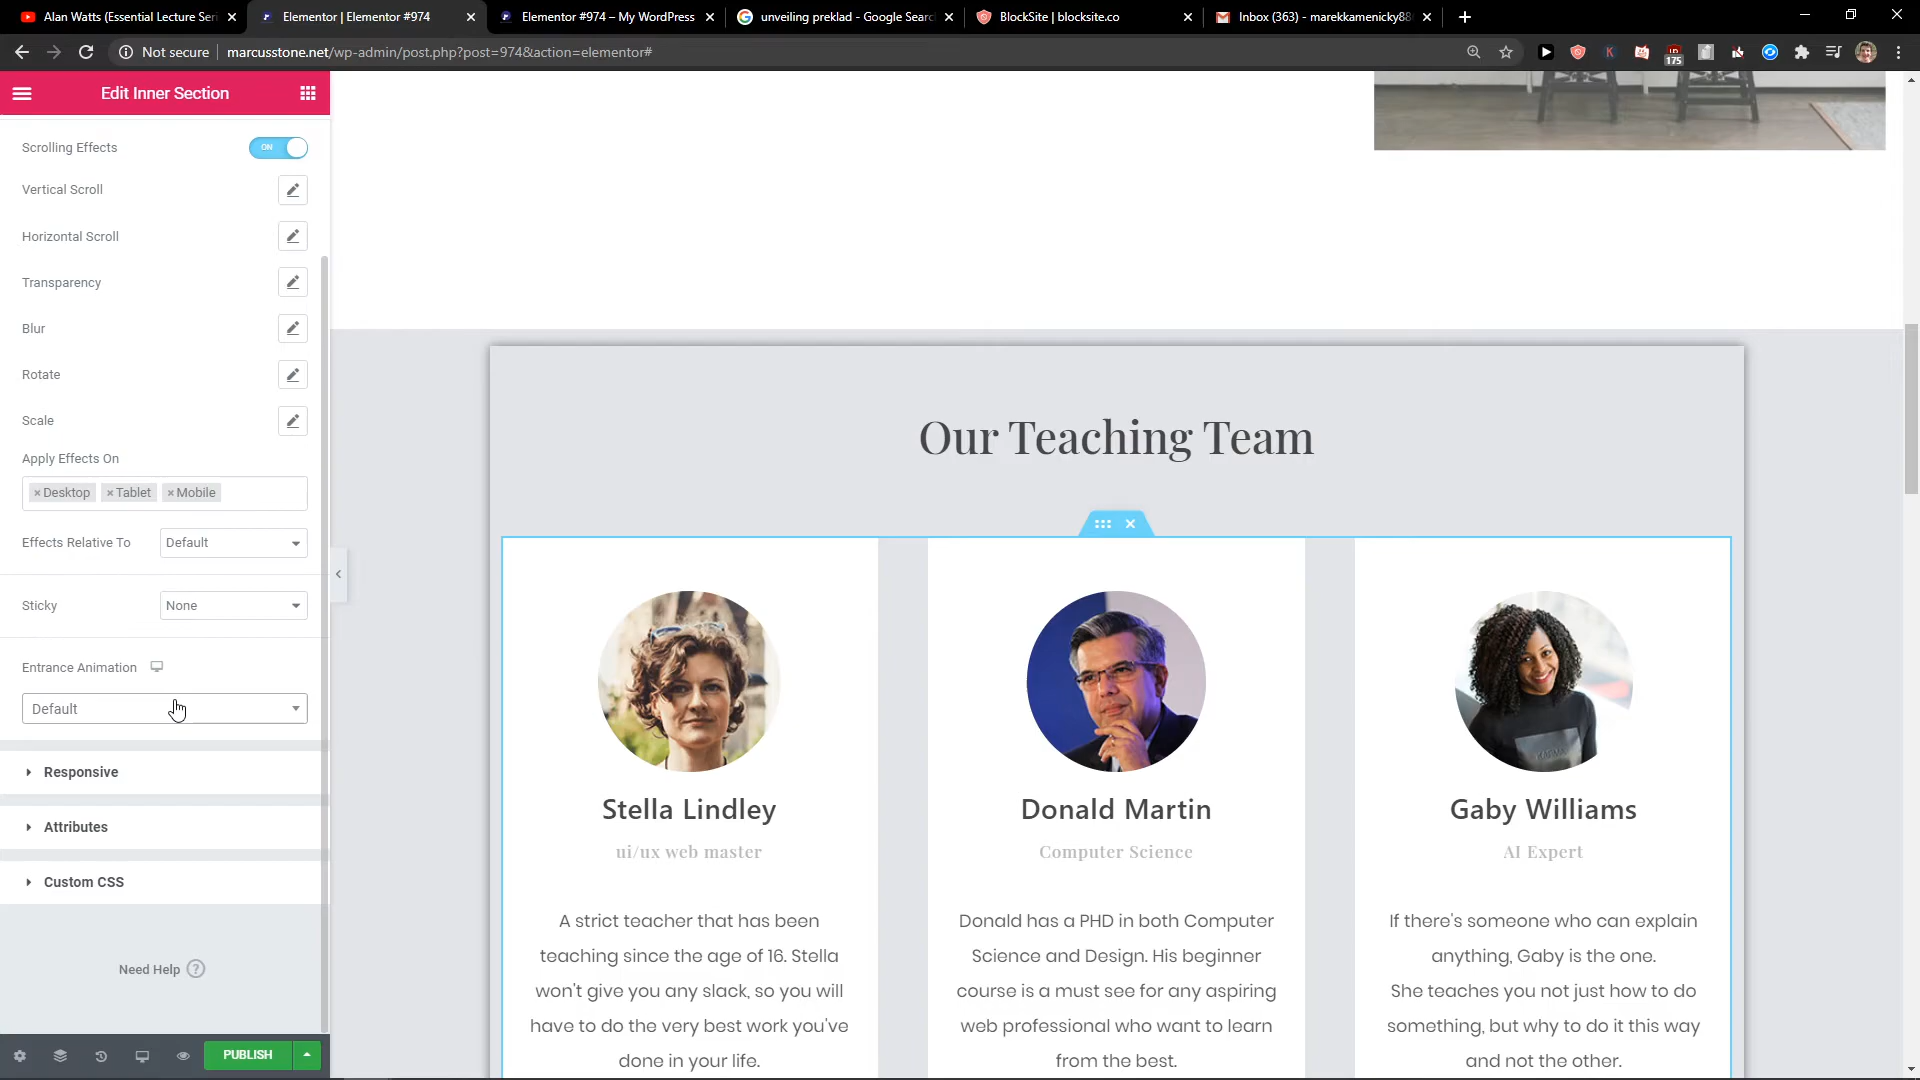 Alan Watts (Essential Lecture Seri
Elementor | Elementor #974
Elementor #974 – My WordPress
unveiling preklad - Google Searc
BlockSite | blocksite.co
Inbox (363) - marekkamenicky88
Not secure
marcusstone.net/wp-admin/post.php?post=974&action=elementor#
175
Edit Inner Section
Scrolling Effects
ON
Vertical Scroll
Horizontal Scroll
Transparency
Blur
Rotate
Scale
Apply Effects On
× Desktop × Tablet × Mobile
Effects Relative To
Default
Sticky
None
Entrance Animation
Default
Responsive
Attributes
Custom CSS
Need Help ?
PUBLISH
Our Teaching Team
Stella Lindley
ui/ux web master
A strict teacher that has been
teaching since the age of 16. Stella
won't give you any slack, so you will
have to do the very best work you've
done in your life.
Donald Martin
Computer Science
Donald has a PHD in both Computer
Science and Design. His beginner
course is a must see for any aspiring
web professional who want to learn
from the best.
Gaby Williams
AI Expert
If there's someone who can explain
anything, Gaby is the one.
She teaches you not just how to do
something, but why to do it this way
and not the other.